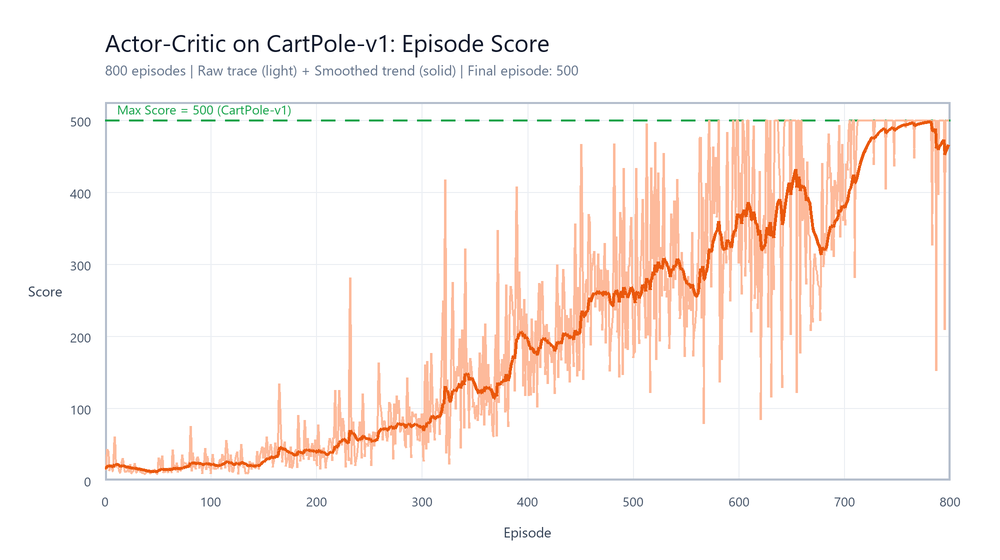 Actor-Critic on CartPole-v1: Episode Score
800 episodes | Raw trace (light) + Smoothed trend (solid) | Final episode: 500
Max Score = 500 (CartPole-v1)
500
400
300
200
100
0
Score
0 100 200 300 400 500 600 700 800
Episode